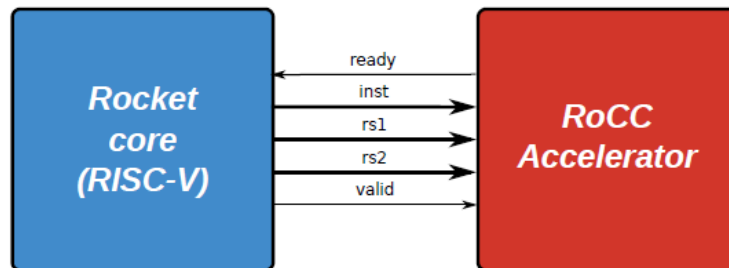 Rocket
core
(RISC-V)
ready
inst
rs1
rs2
valid
RoCC
Accelerator